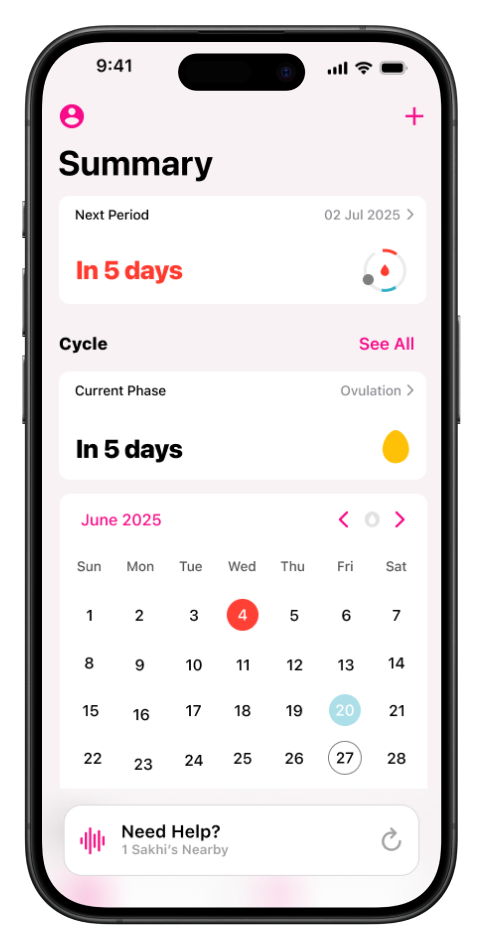 9:41
Summary
Next Period 02 Jul 2025
In 5 days
Cycle See All
Current Phase Ovulation
In 5 days
June 2025
Sun Mon Tue Wed Thu Fri Sat
1 2 3 4 5 6 7
8 9 10 11 12 13 14
15 16 17 18 19 20 21
22 23 24 25 26 27 28
Need Help?
1 Sakhi's Nearby